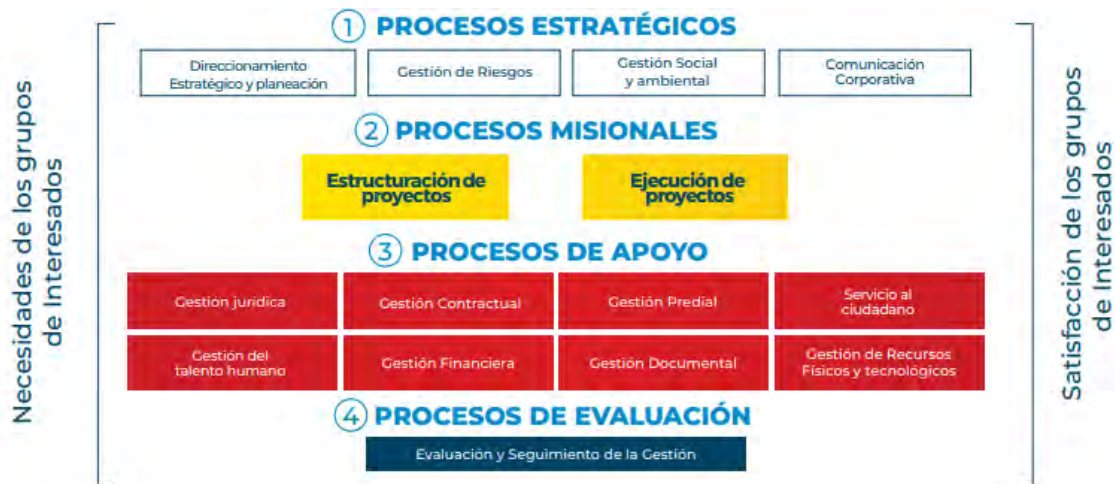 Necesidades de los grupos
de Interesados
1 PROCESOS ESTRATÉGICOS
Direccionamiento
Estratégico y planeación
Gestión de Riesgos
Gestión Social
y ambiental
Comunicación
Corporativa
2 PROCESOS MISIONALES
Estructuración de
proyectos
Ejecución de
proyectos
3 PROCESOS DE APOYO
Gestión jurídica
Gestión Contractual
Gestión Predial
Servicio al
ciudadano
Gestión del
talento humano
Gestión Financiera
Gestión Documental
Gestión de Recursos
Físicos y tecnológicos
4 PROCESOS DE EVALUACIÓN
Evaluación y Seguimiento de la Gestión
Satisfacción de los grupos
de Interesados